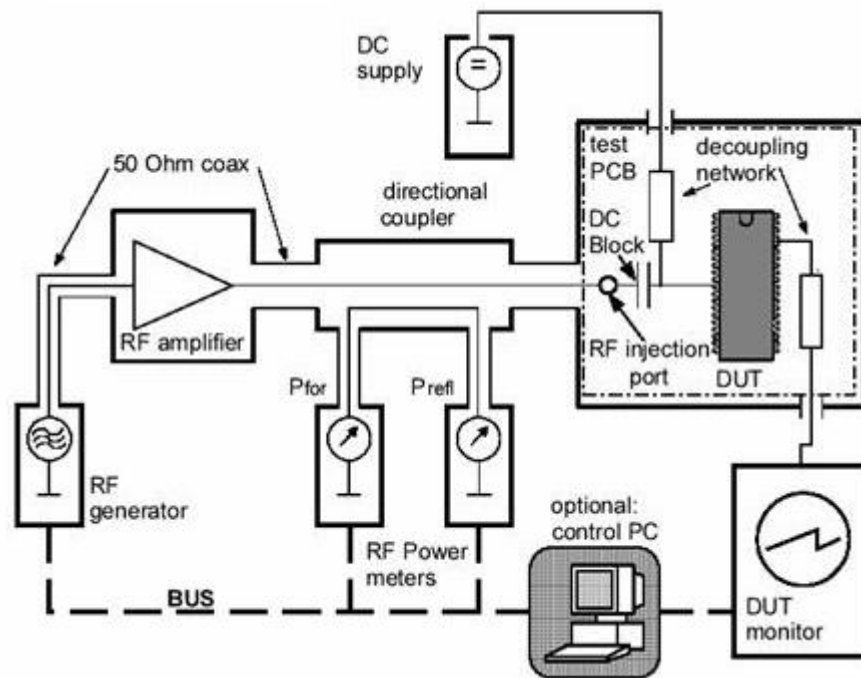 DC
supply
50 Ohm coax
directional
coupler
test
PCB
decoupling
network
DC
Block
RF amplifier
RF injection
port
DUT
Pfor
Prefl
RF
generator
RF Power
meters
optional:
control PC
BUS
DUT
monitor